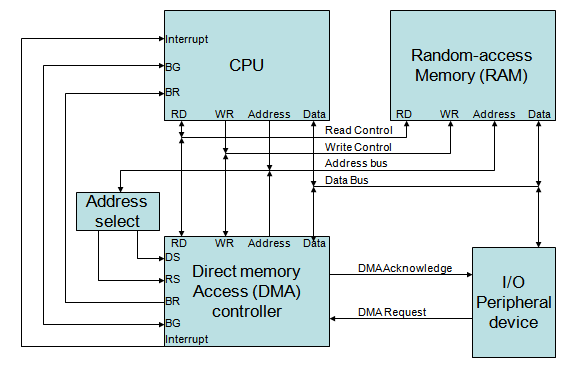 Interrupt
CPU
BG
BR
RD WR Address Data
Random-access
Memory (RAM)
RD WR Address Data
Read Control
Write Control
Address bus
Data Bus
Address
select
RD WR Address Data
DS
RS
BR
BG
Interrupt
Direct memory
Access (DMA)
controller
DMA Acknowledge
DMA Request
I/O
Peripheral
device